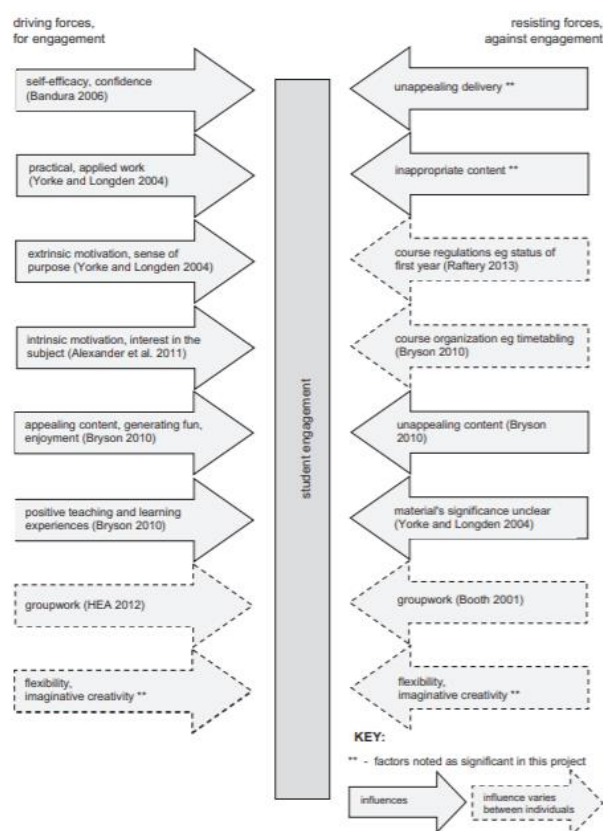 driving forces,
for engagement
resisting forces,
against engagement
self-efficacy, confidence
(Bandura 2006)
unappealing delivery **
practical, applied work
(Yorke and Longden 2004)
inappropriate content **
extrinsic motivation, sense of
purpose (Yorke and Longden 2004)
course regulations eg status of
first year (Raftery 2013)
intrinsic motivation, interest in the
subject (Alexander et al. 2011)
course organization eg timetabling
(Bryson 2010)
student engagement
appealing content, generating fun,
enjoyment (Bryson 2010)
unappealing content (Bryson
2010)
positive teaching and learning
experiences (Bryson 2010)
material's significance unclear
(Yorke and Longden 2004)
groupwork (HEA 2012)
groupwork (Booth 2001)
flexibility,
imaginative creativity **
flexibility,
imaginative creativity **
KEY:
** - factors noted as significant in this project
influences
influence varies
between individuals